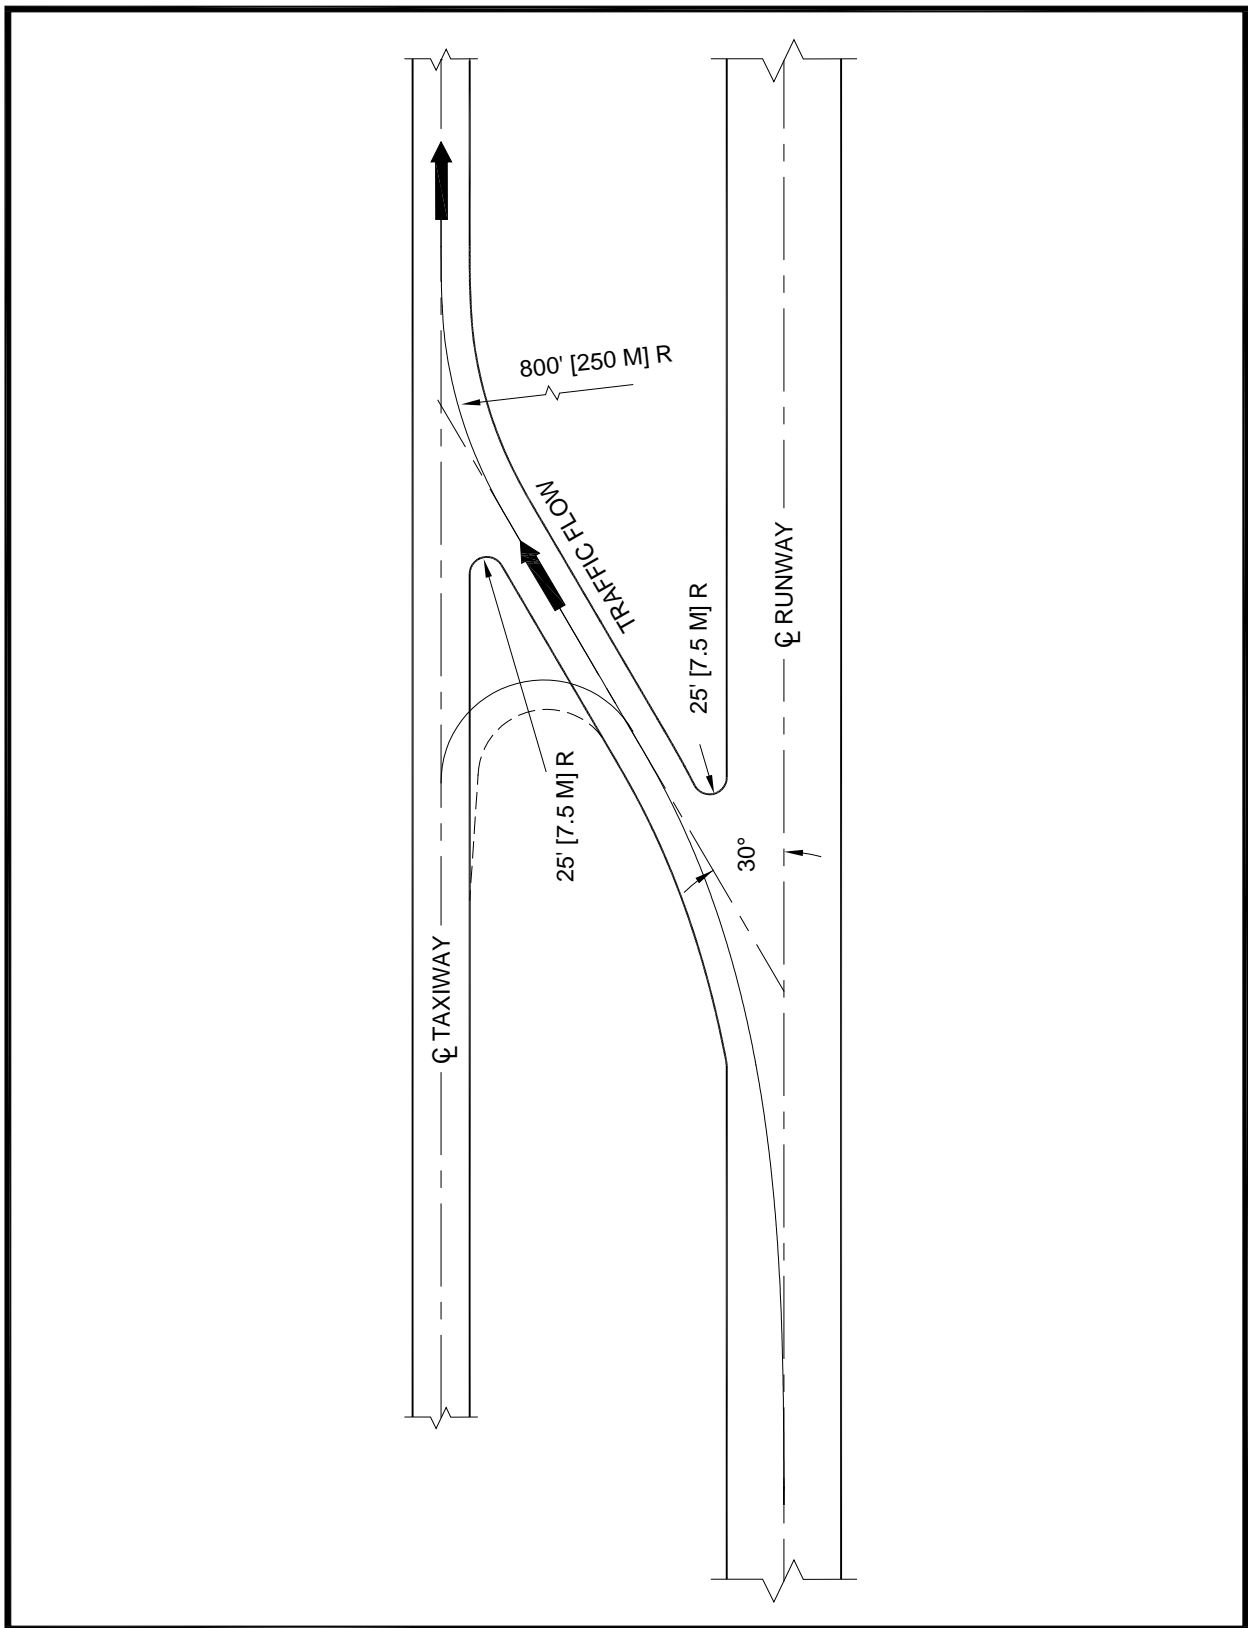 800' [250 M] R
TRAFFIC FLOW
℄ RUNWAY
25' [7.5 M] R
25' [7.5 M] R
30°
℄ TAXIWAY